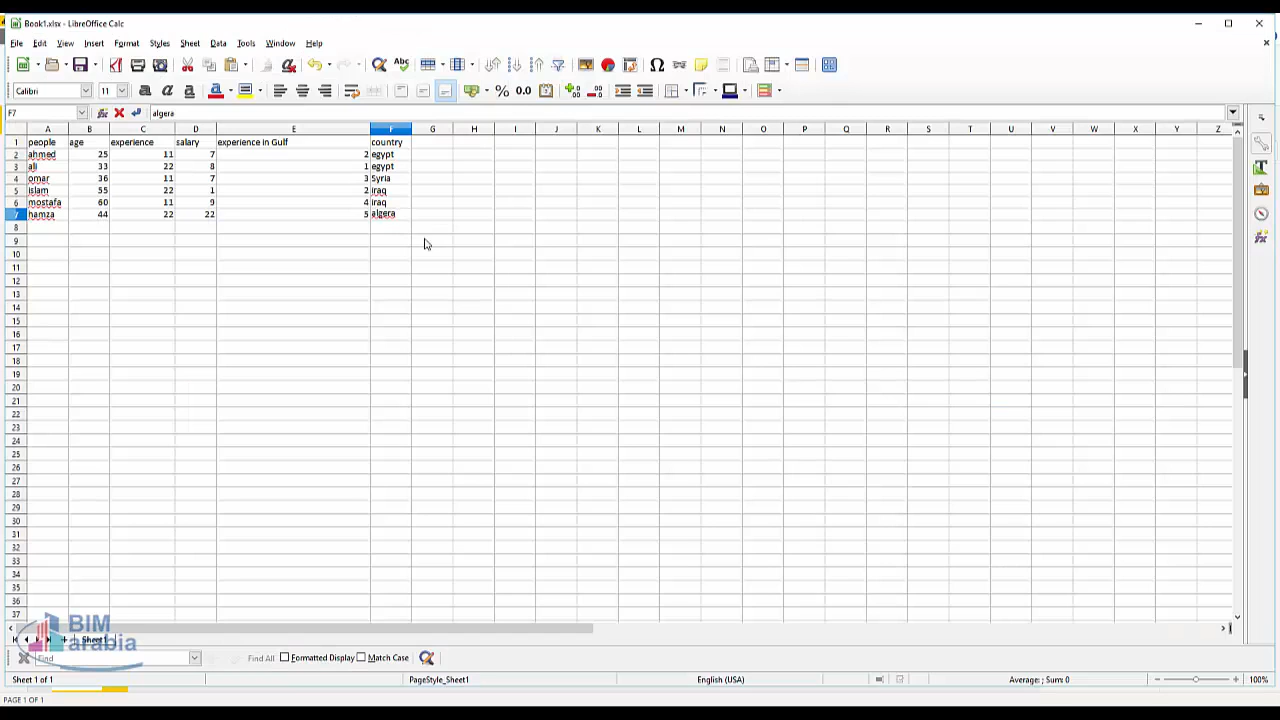 Book1.xlsx - LibreOffice Calc
File Edit View Insert Format Styles Sheet Data Tools Window Help
Calibri 11
F7 algera
A B C D E F G H I J K L M N O P Q R S T U V W X Y Z
1 people age experience salary experience in Gulf country
2 ahmed 25 11 7 2 egypt
3 ali 33 22 8 1 egypt
4 omar 36 11 7 3 Syria
5 islam 55 22 1 2 iraq
6 mostafa 60 11 9 4 iraq
7 hamza 44 22 22 5 algera
8
9
10
11
12
13
14
15
16
17
18
19
20
21
22
23
24
25
26
27
28
29
30
31
32
33
34
35
36
37
BIM
arabia
Sheet1
Find Find All Formatted Display Match Case
Sheet 1 of 1 PageStyle_Sheet1 English (USA) Average: ; Sum: 0 100%
PAGE 1 OF 1